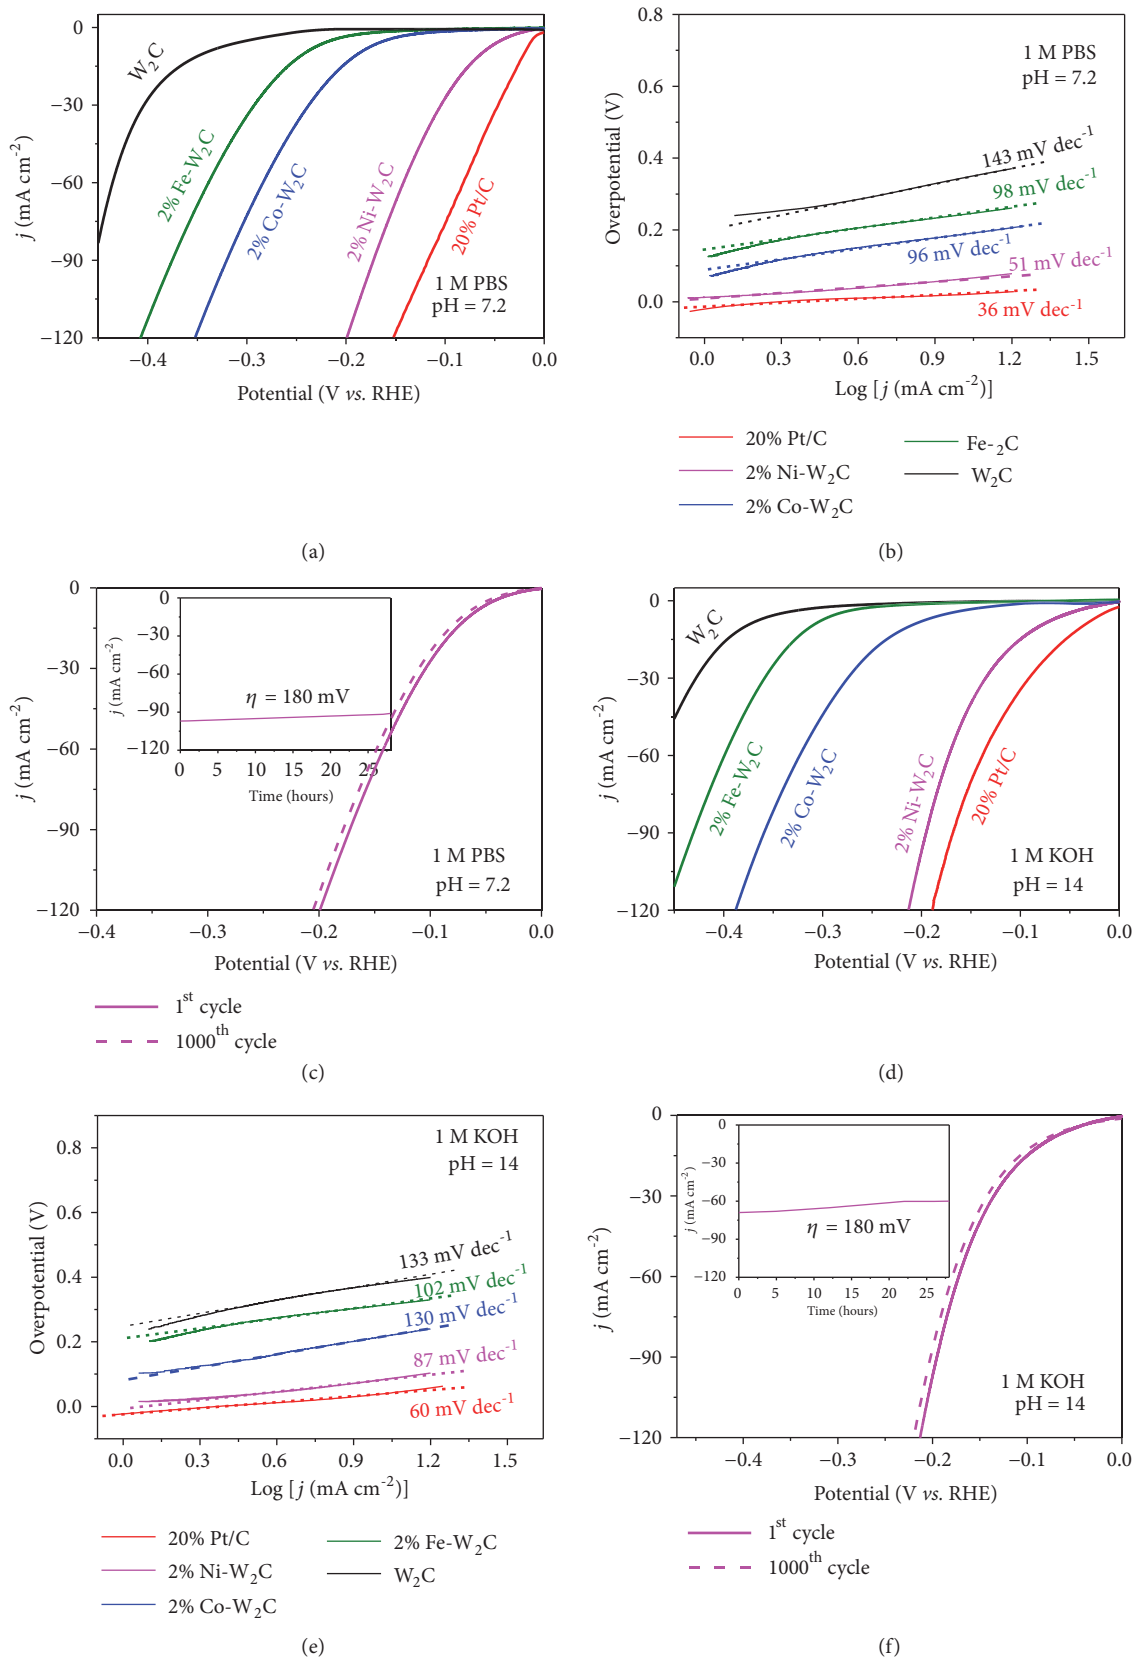 0
−30
−60
−90
−120
j (mA cm-2)
W2C
2% Fe-W2C
2% Co-W2C
2% Ni-W2C
20% Pt/C
1 M PBS
pH = 7.2
−0.4 −0.3 −0.2 −0.1 0.0
Potential (V vs. RHE)
(a)
0.8
0.6
0.4
0.2
0.0
Overpotential (V)
1 M PBS
pH = 7.2
143 mV dec-1
98 mV dec-1
96 mV dec-1
51 mV dec-1
36 mV dec-1
0.0 0.3 0.6 0.9 1.2 1.5
Log [j (mA cm-2)]
20% Pt/C
2% Ni-W2C
2% Co-W2C
Fe-2C
W2C
(b)
0
−30
−60
−90
−120
j (mA cm-2)
0
−30
−60
−90
−120
j (mA cm-2)
η = 180 mV
0 5 10 15 20 25
Time (hours)
1 M PBS
pH = 7.2
−0.4 −0.3 −0.2 −0.1 0.0
Potential (V vs. RHE)
1st cycle
1000th cycle
(c)
0
−30
−60
−90
−120
j (mA cm-2)
W2C
2% Fe-W2C
2% Co-W2C
2% Ni-W2C
20% Pt/C
1 M KOH
pH = 14
−0.4 −0.3 −0.2 −0.1 0.0
Potential (V vs. RHE)
(d)
0.8
0.6
0.4
0.2
0.0
Overpotential (V)
1 M KOH
pH = 14
133 mV dec-1
102 mV dec-1
130 mV dec-1
87 mV dec-1
60 mV dec-1
0.0 0.3 0.6 0.9 1.2 1.5
Log [j (mA cm-2)]
20% Pt/C
2% Ni-W2C
2% Co-W2C
2% Fe-W2C
W2C
(e)
0
−30
−60
−90
−120
j (mA cm-2)
0
−30
−60
−90
−120
j (mA cm-2)
η = 180 mV
0 5 10 15 20 25
Time (hours)
1 M KOH
pH = 14
−0.4 −0.3 −0.2 −0.1 0.0
Potential (V vs. RHE)
1st cycle
1000th cycle
(f)